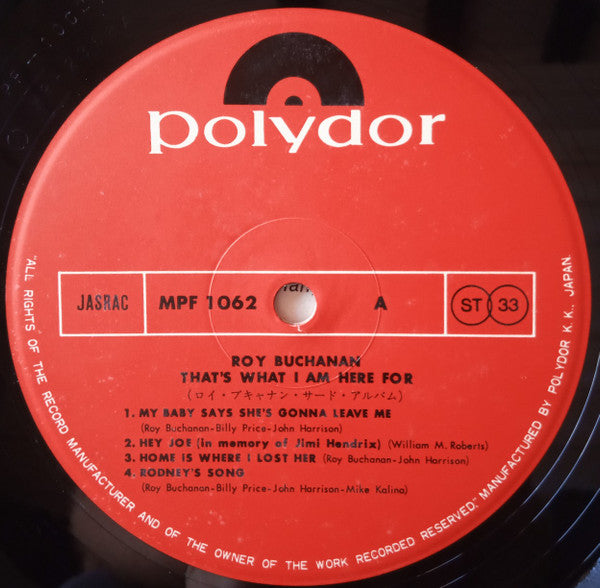 polydor
JASRAC MPF 1062 A ST 33
ROY BUCHANAN
THAT'S WHAT I AM HERE FOR
(ロイ・ブキャナン・サード・アルバム)
1. MY BABY SAYS SHE'S GONNA LEAVE ME
(Roy Buchanan-Billy Price-John Harrison)
2. HEY JOE (in memory of Jimi Hendrix) (William M. Roberts)
3. HOME IS WHERE I LOST HER (Roy Buchanan-John Harrison)
4. RODNEY'S SONG
(Roy Buchanan-Billy Price-John Harrison-Mike Kalina)
"ALL RIGHTS OF THE RECORD MANUFACTURER AND OF THE OWNER OF THE WORK RECORDED RESERVED." MANUFACTURED BY POLYDOR K.K., JAPAN.